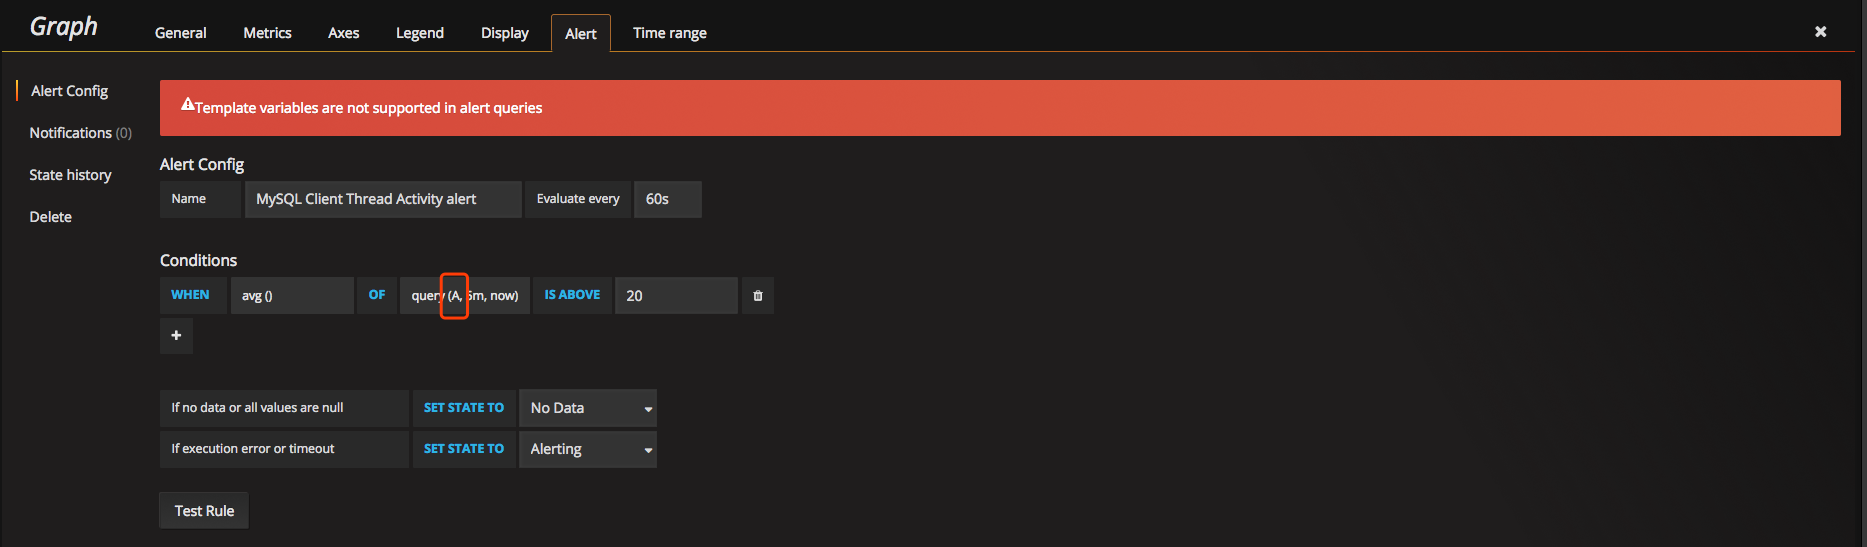 Graph General Metrics Axes Legend Display Alert Time range
Alert Config
Notifications (0)
State history
Delete
Template variables are not supported in alert queries
Alert Config
Name MySQL Client Thread Activity alert Evaluate every 60s
Conditions
WHEN avg () OF query (A, 5m, now) IS ABOVE 20
If no data or all values are null SET STATE TO No Data
If execution error or timeout SET STATE TO Alerting
Test Rule